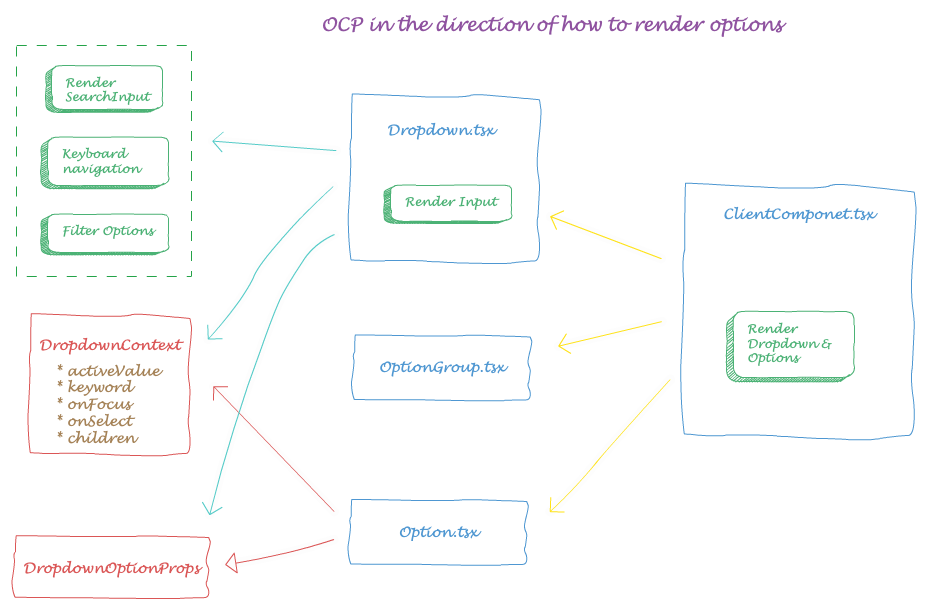 OCP in the direction of how to render options
Render
SearchInput
Keyboard
navigation
Filter Options
Dropdown.tsx
Render Input
ClientComponet.tsx
Render
Dropdown &
Options
DropdownContext
* activeValue
* keyword
* onFocus
* onSelect
* children
OptionGroup.tsx
Option.tsx
DropdownOptionProps